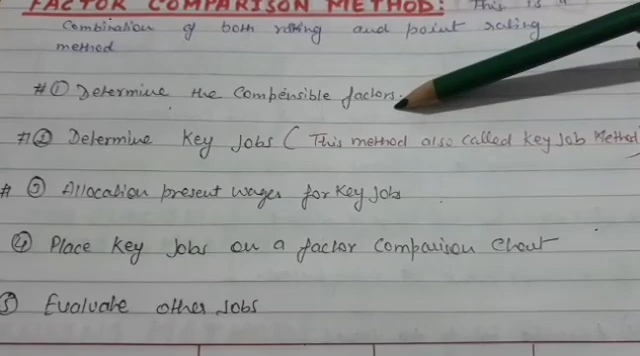 FACTOR COMPARISON METHOD: This is a
Combination of both rating and point rating
method
# ① Determine the Compensible factors.
# ② Determine Key Jobs ( This method also called Key Job Method
# ③ Allocation present wages for Key Job
④ Place Key Jobs on a factor Comparison Chart
⑤ Evaluate other Jobs